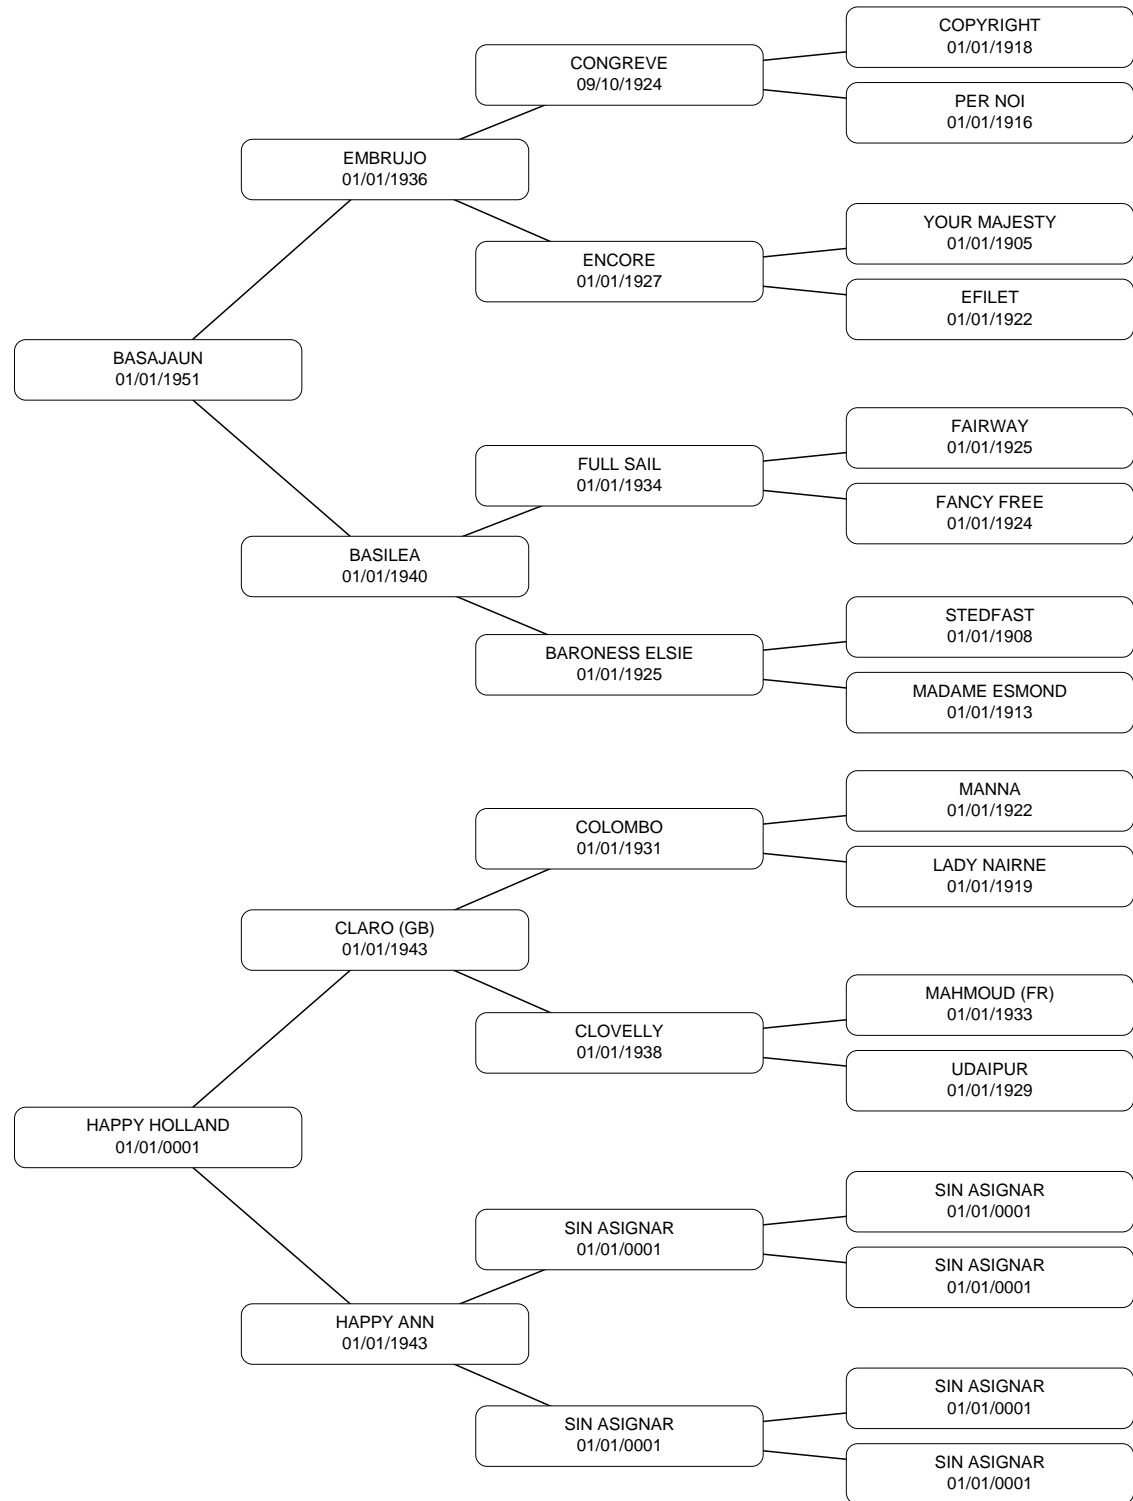 COPYRIGHT
01/01/1918
CONGREVE
09/10/1924
PER NOI
01/01/1916
EMBRUJO
01/01/1936
YOUR MAJESTY
01/01/1905
ENCORE
01/01/1927
EFILET
01/01/1922
BASAJAUN
01/01/1951
FAIRWAY
01/01/1925
FULL SAIL
01/01/1934
FANCY FREE
01/01/1924
BASILEA
01/01/1940
STEDFAST
01/01/1908
BARONESS ELSIE
01/01/1925
MADAME ESMOND
01/01/1913
MANNA
01/01/1922
COLOMBO
01/01/1931
LADY NAIRNE
01/01/1919
CLARO (GB)
01/01/1943
MAHMOUD (FR)
01/01/1933
CLOVELLY
01/01/1938
UDAIPUR
01/01/1929
HAPPY HOLLAND
01/01/0001
SIN ASIGNAR
01/01/0001
SIN ASIGNAR
01/01/0001
SIN ASIGNAR
01/01/0001
HAPPY ANN
01/01/1943
SIN ASIGNAR
01/01/0001
SIN ASIGNAR
01/01/0001
SIN ASIGNAR
01/01/0001